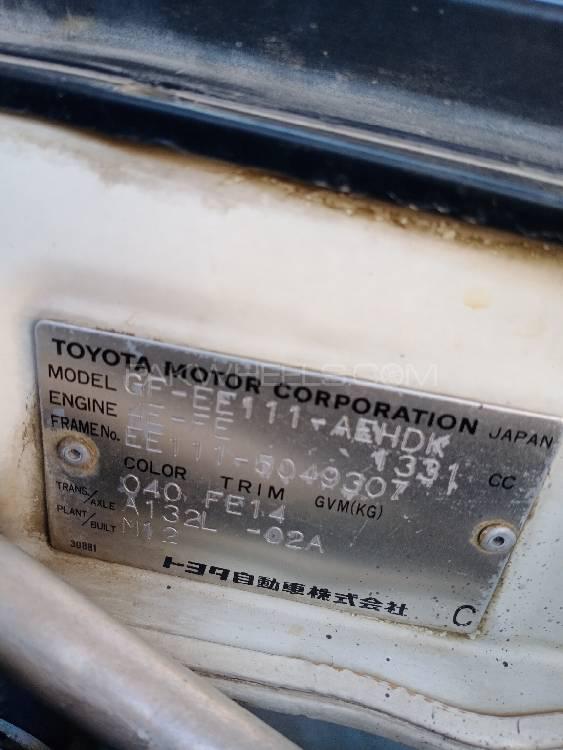 TOYOTA MOTOR CORPORATION JAPAN
MODEL GF-EE111-AEHDK
ENGINE 4E-FE 1331 CC
FRAME No. EE111-5049307
COLOR TRIM GVM(KG)
040 FE14
TRANS./AXLE A132L -02A
PLANT/BUILT M12
30881
トヨタ自動車株式会社
C